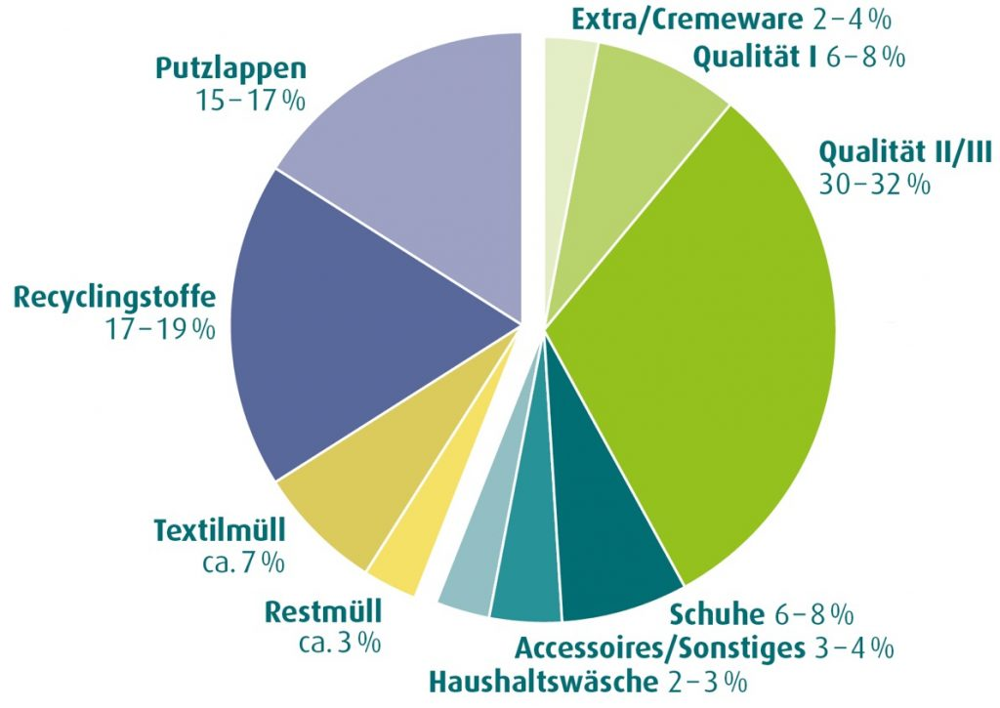 Extra/Cremeware 2–4 %
Qualität I 6–8 %
Qualität II/III
30–32 %
Schuhe 6–8 %
Accessoires/Sonstiges 3–4 %
Haushaltswäsche 2–3 %
Restmüll
ca. 3 %
Textilmüll
ca. 7 %
Recyclingstoffe
17–19 %
Putzlappen
15–17 %